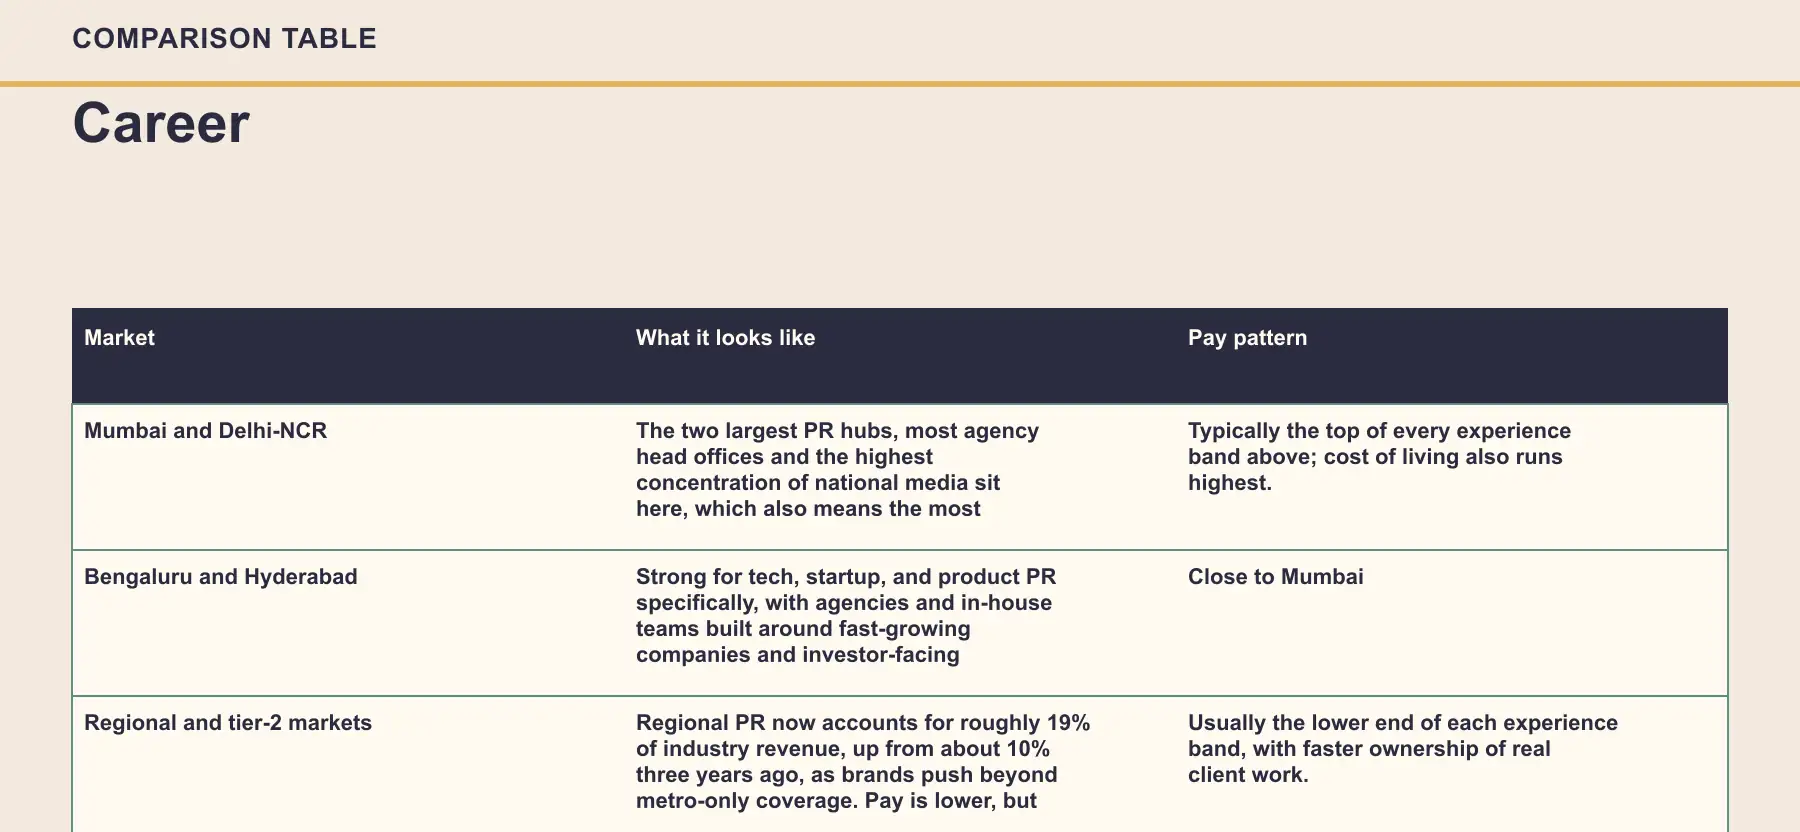 COMPARISON TABLE
Career
Market
What it looks like
Pay pattern
Mumbai and Delhi-NCR
The two largest PR hubs, most agency
head offices and the highest
concentration of national media sit
here, which also means the most
Typically the top of every experience
band above; cost of living also runs
highest.
Bengaluru and Hyderabad
Strong for tech, startup, and product PR
specifically, with agencies and in-house
teams built around fast-growing
companies and investor-facing
Close to Mumbai
Regional and tier-2 markets
Regional PR now accounts for roughly 19%
of industry revenue, up from about 10%
three years ago, as brands push beyond
metro-only coverage. Pay is lower, but
Usually the lower end of each experience
band, with faster ownership of real
client work.